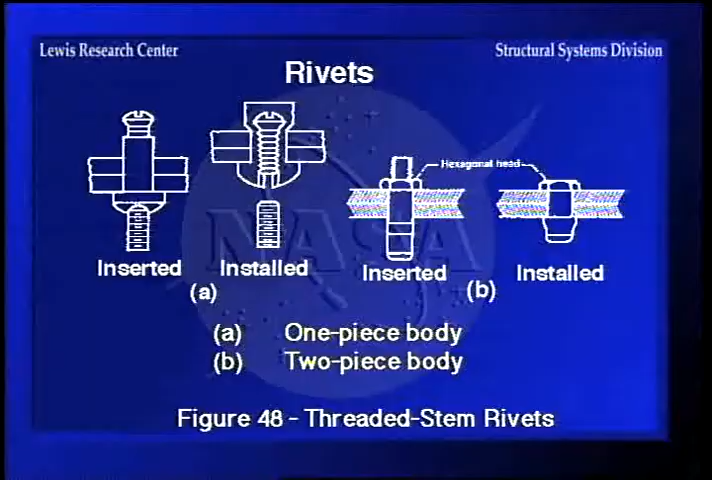 Lewis Research Center
Structural Systems Division
Rivets
Hexagonal head
Inserted
Installed
Inserted
Installed
(a)
(b)
(a) One-piece body
(b) Two-piece body
Figure 48 - Threaded-Stem Rivets
NASA